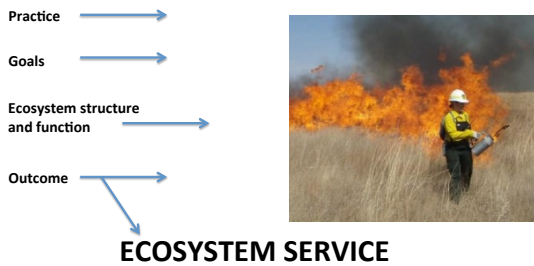 Practice
Goals
Ecosystem structure
and function
Outcome
ECOSYSTEM SERVICE